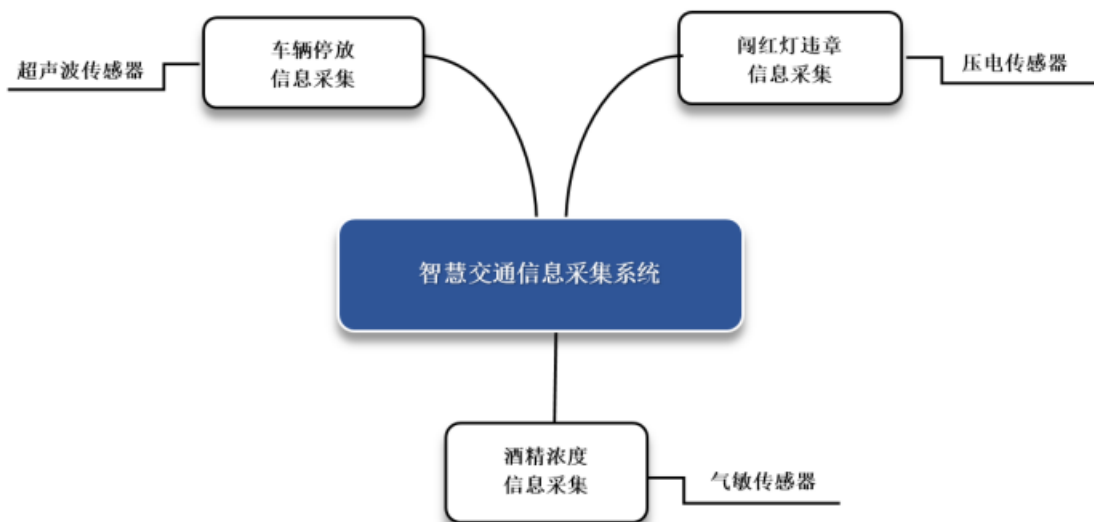 车辆停放
信息采集
闯红灯违章
信息采集
超声波传感器
压电传感器
智慧交通信息采集系统
酒精浓度
信息采集
气敏传感器